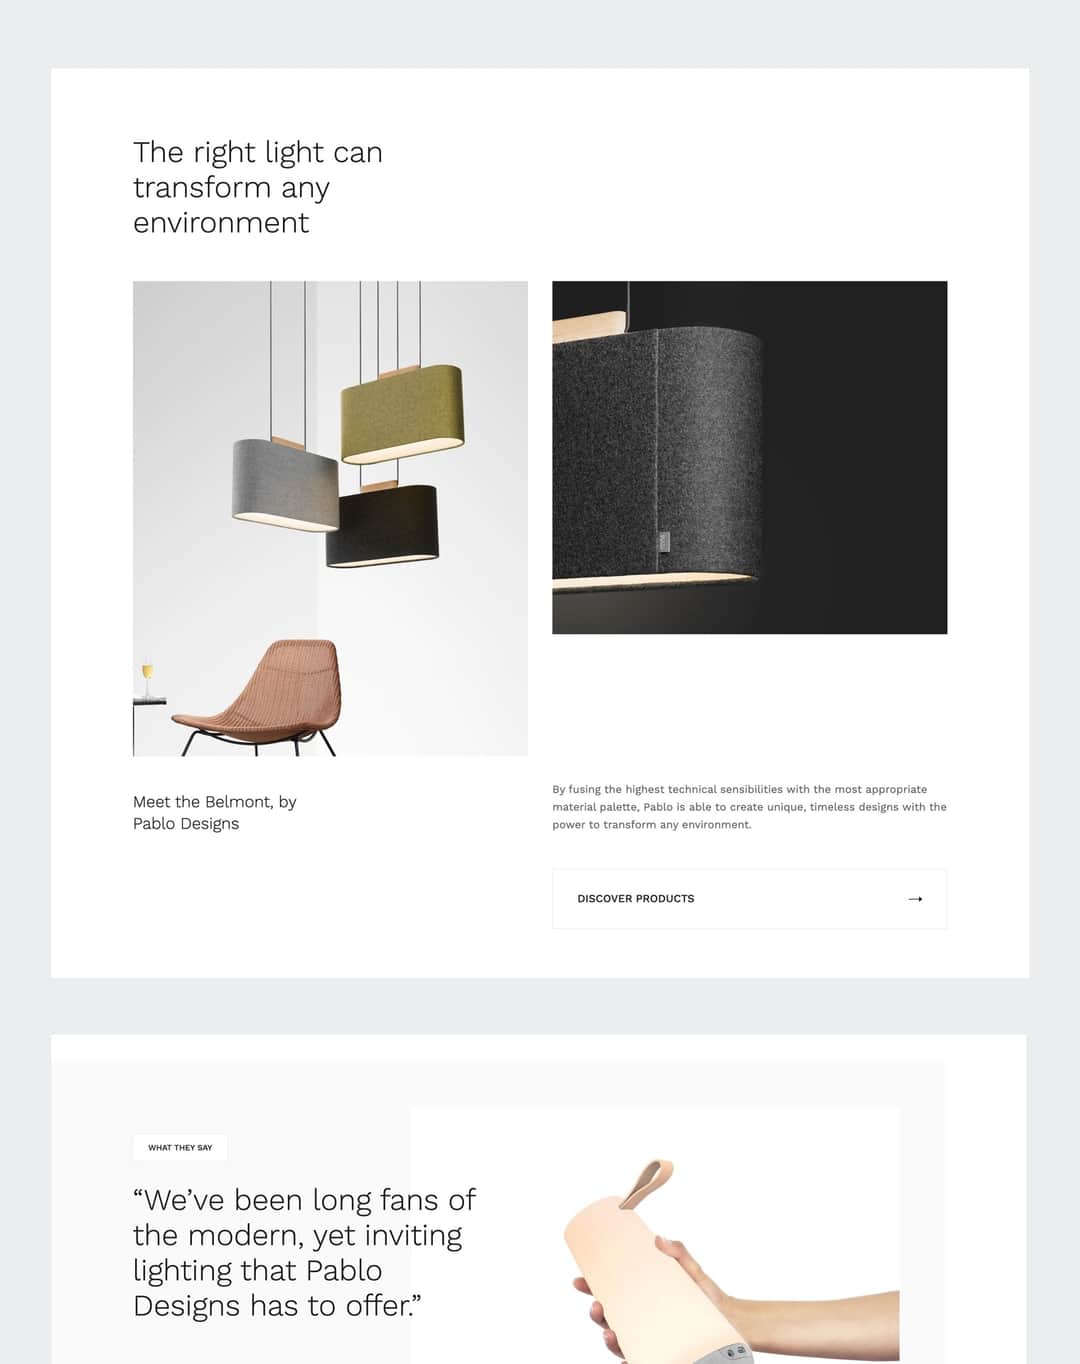 The right light can
transform any
environment
Meet the Belmont, by
Pablo Designs
By fusing the highest technical sensibilities with the most appropriate
material palette, Pablo is able to create unique, timeless designs with the
power to transform any environment.
DISCOVER PRODUCTS
WHAT THEY SAY
“We’ve been long fans of
the modern, yet inviting
lighting that Pablo
Designs has to offer.”